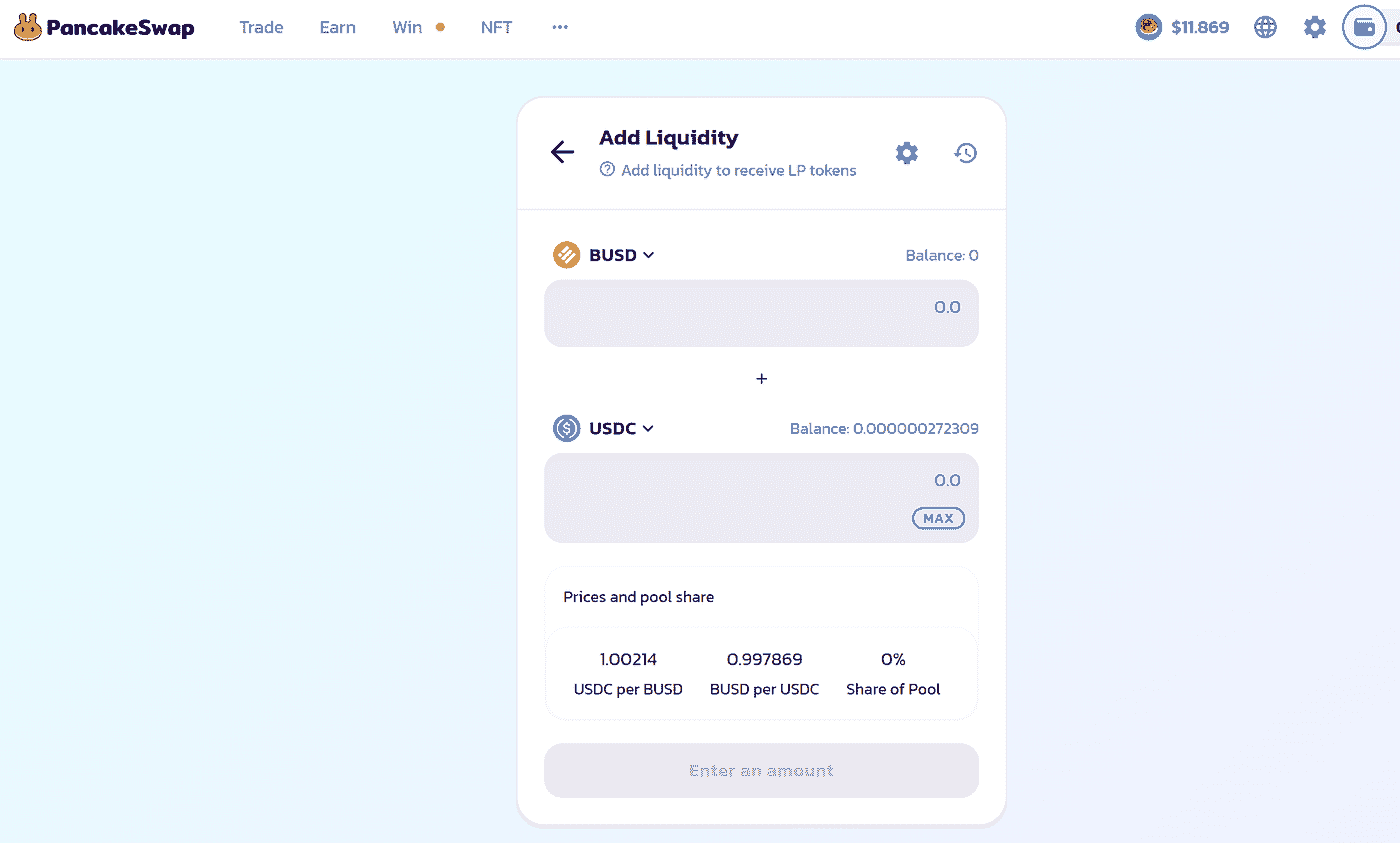 PancakeSwap Trade Earn Win NFT ••• $11.869
Add Liquidity
Add liquidity to receive LP tokens
BUSD Balance: 0
0.0
+
USDC Balance: 0.000000272309
0.0
MAX
Prices and pool share
1.00214 0.997869 0%
USDC per BUSD BUSD per USDC Share of Pool
Enter an amount